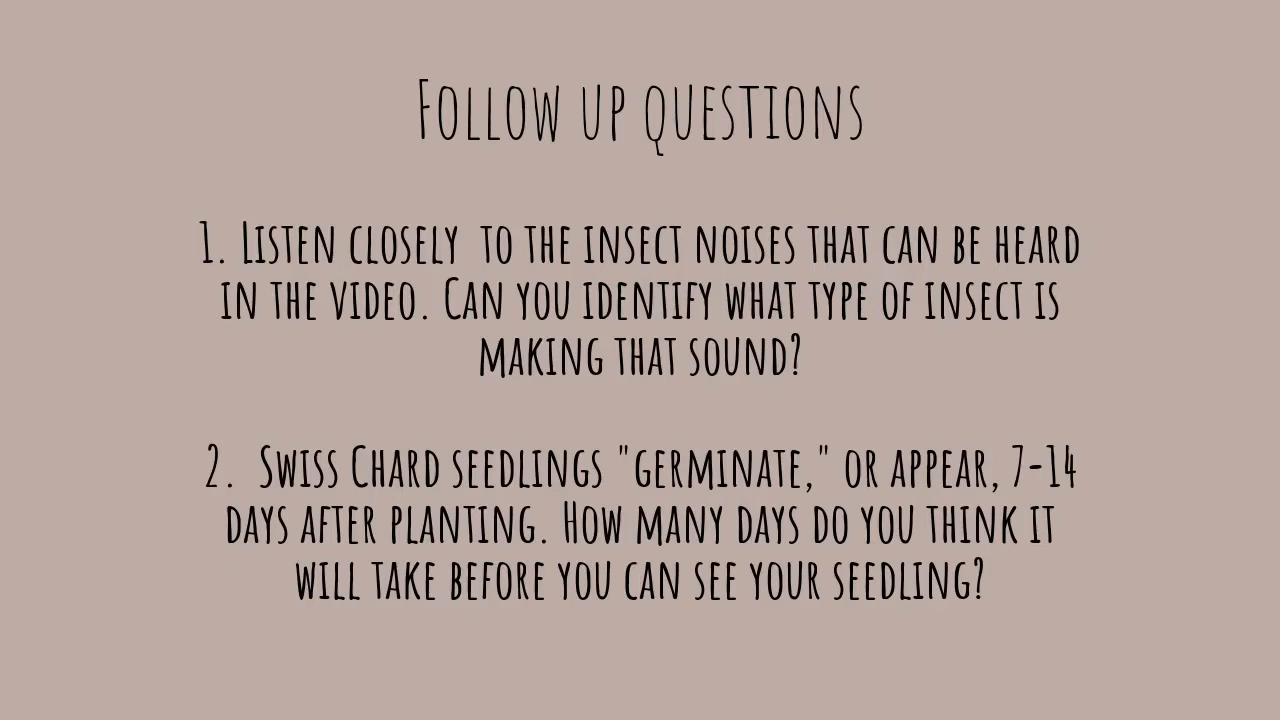 Follow up questions
1. Listen closely to the insect noises that can be heard
in the video. Can you identify what type of insect is
making that sound?
2. Swiss Chard seedlings "germinate," or appear, 7-14
days after planting. How many days do you think it
will take before you can see your seedling?